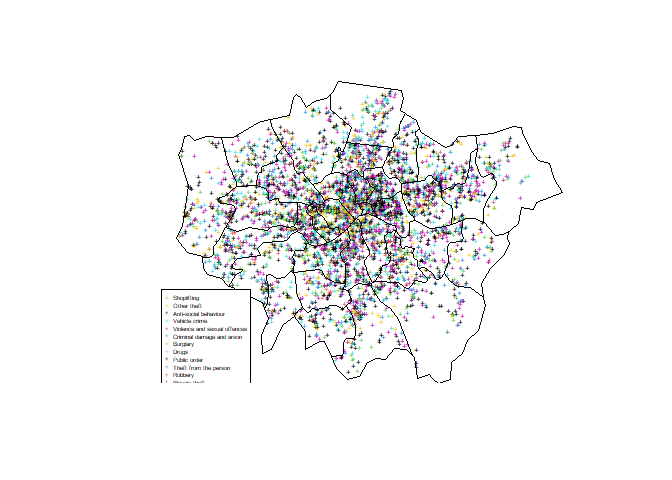 Shoplifting
Other theft
Anti-social behaviour
Vehicle crime
Violence and sexual offences
Criminal damage and arson
Burglary
Drugs
Public order
Theft from the person
Robbery